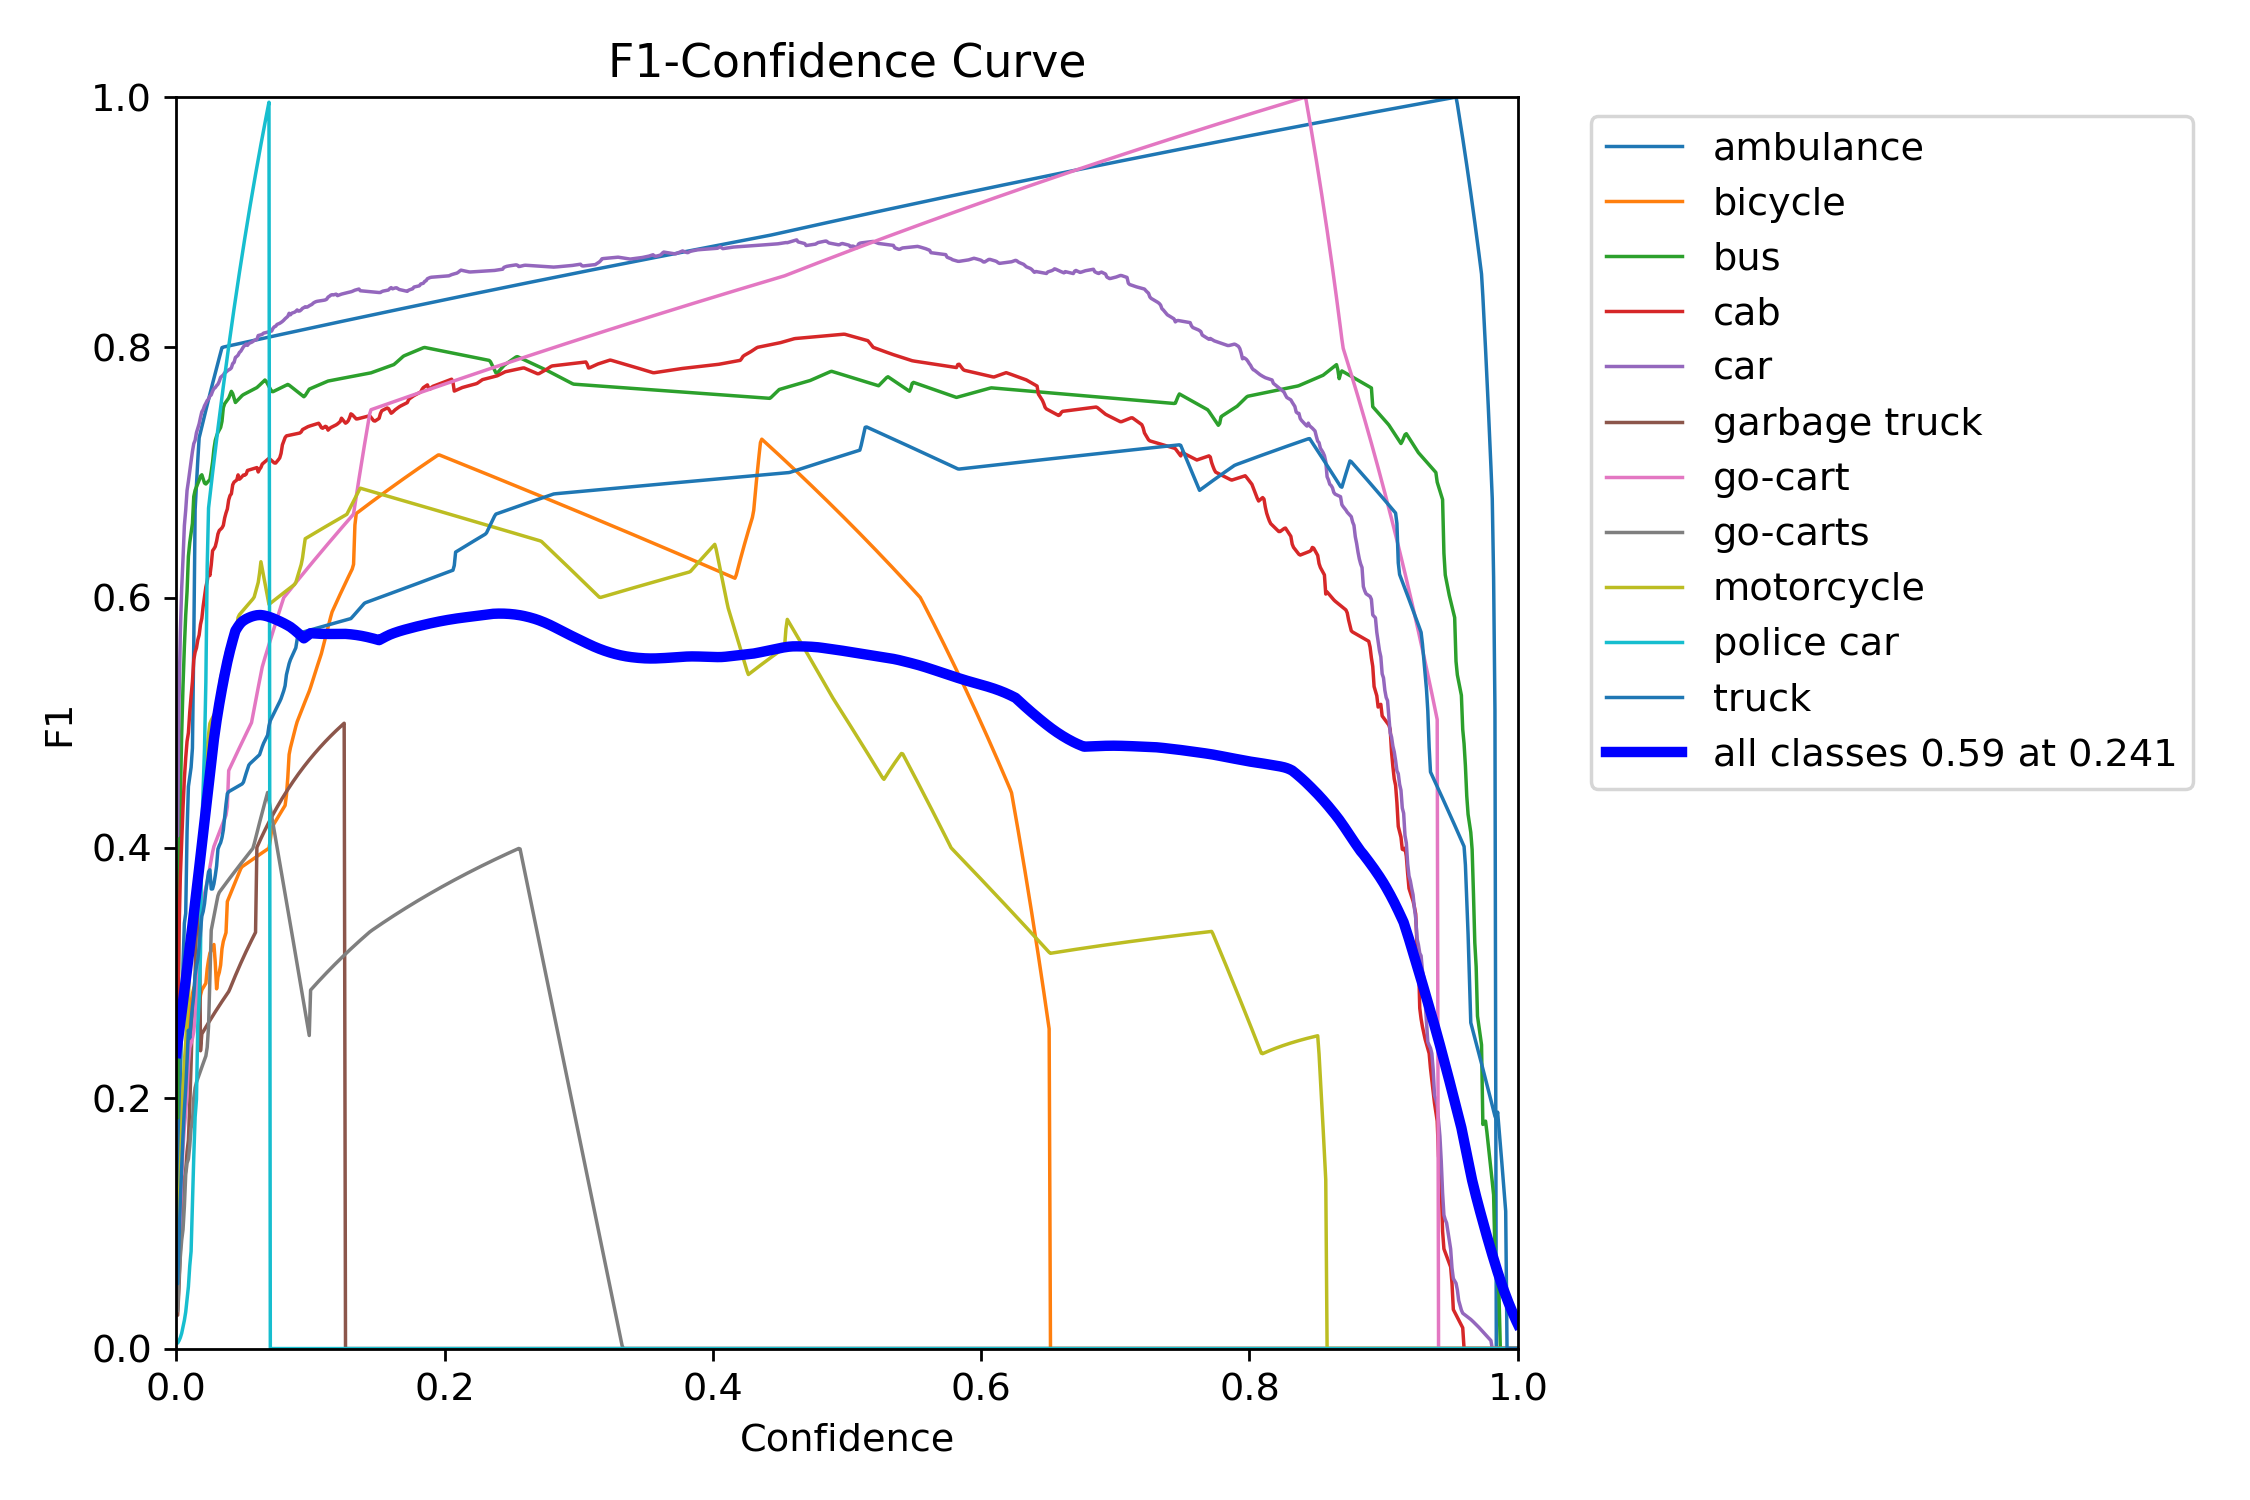 F1-Confidence Curve
1.0
0.8
0.6
0.4
0.2
0.0
F1
0.0 0.2 0.4 0.6 0.8 1.0
Confidence
ambulance
bicycle
bus
cab
car
garbage truck
go-cart
go-carts
motorcycle
police car
truck
all classes 0.59 at 0.241